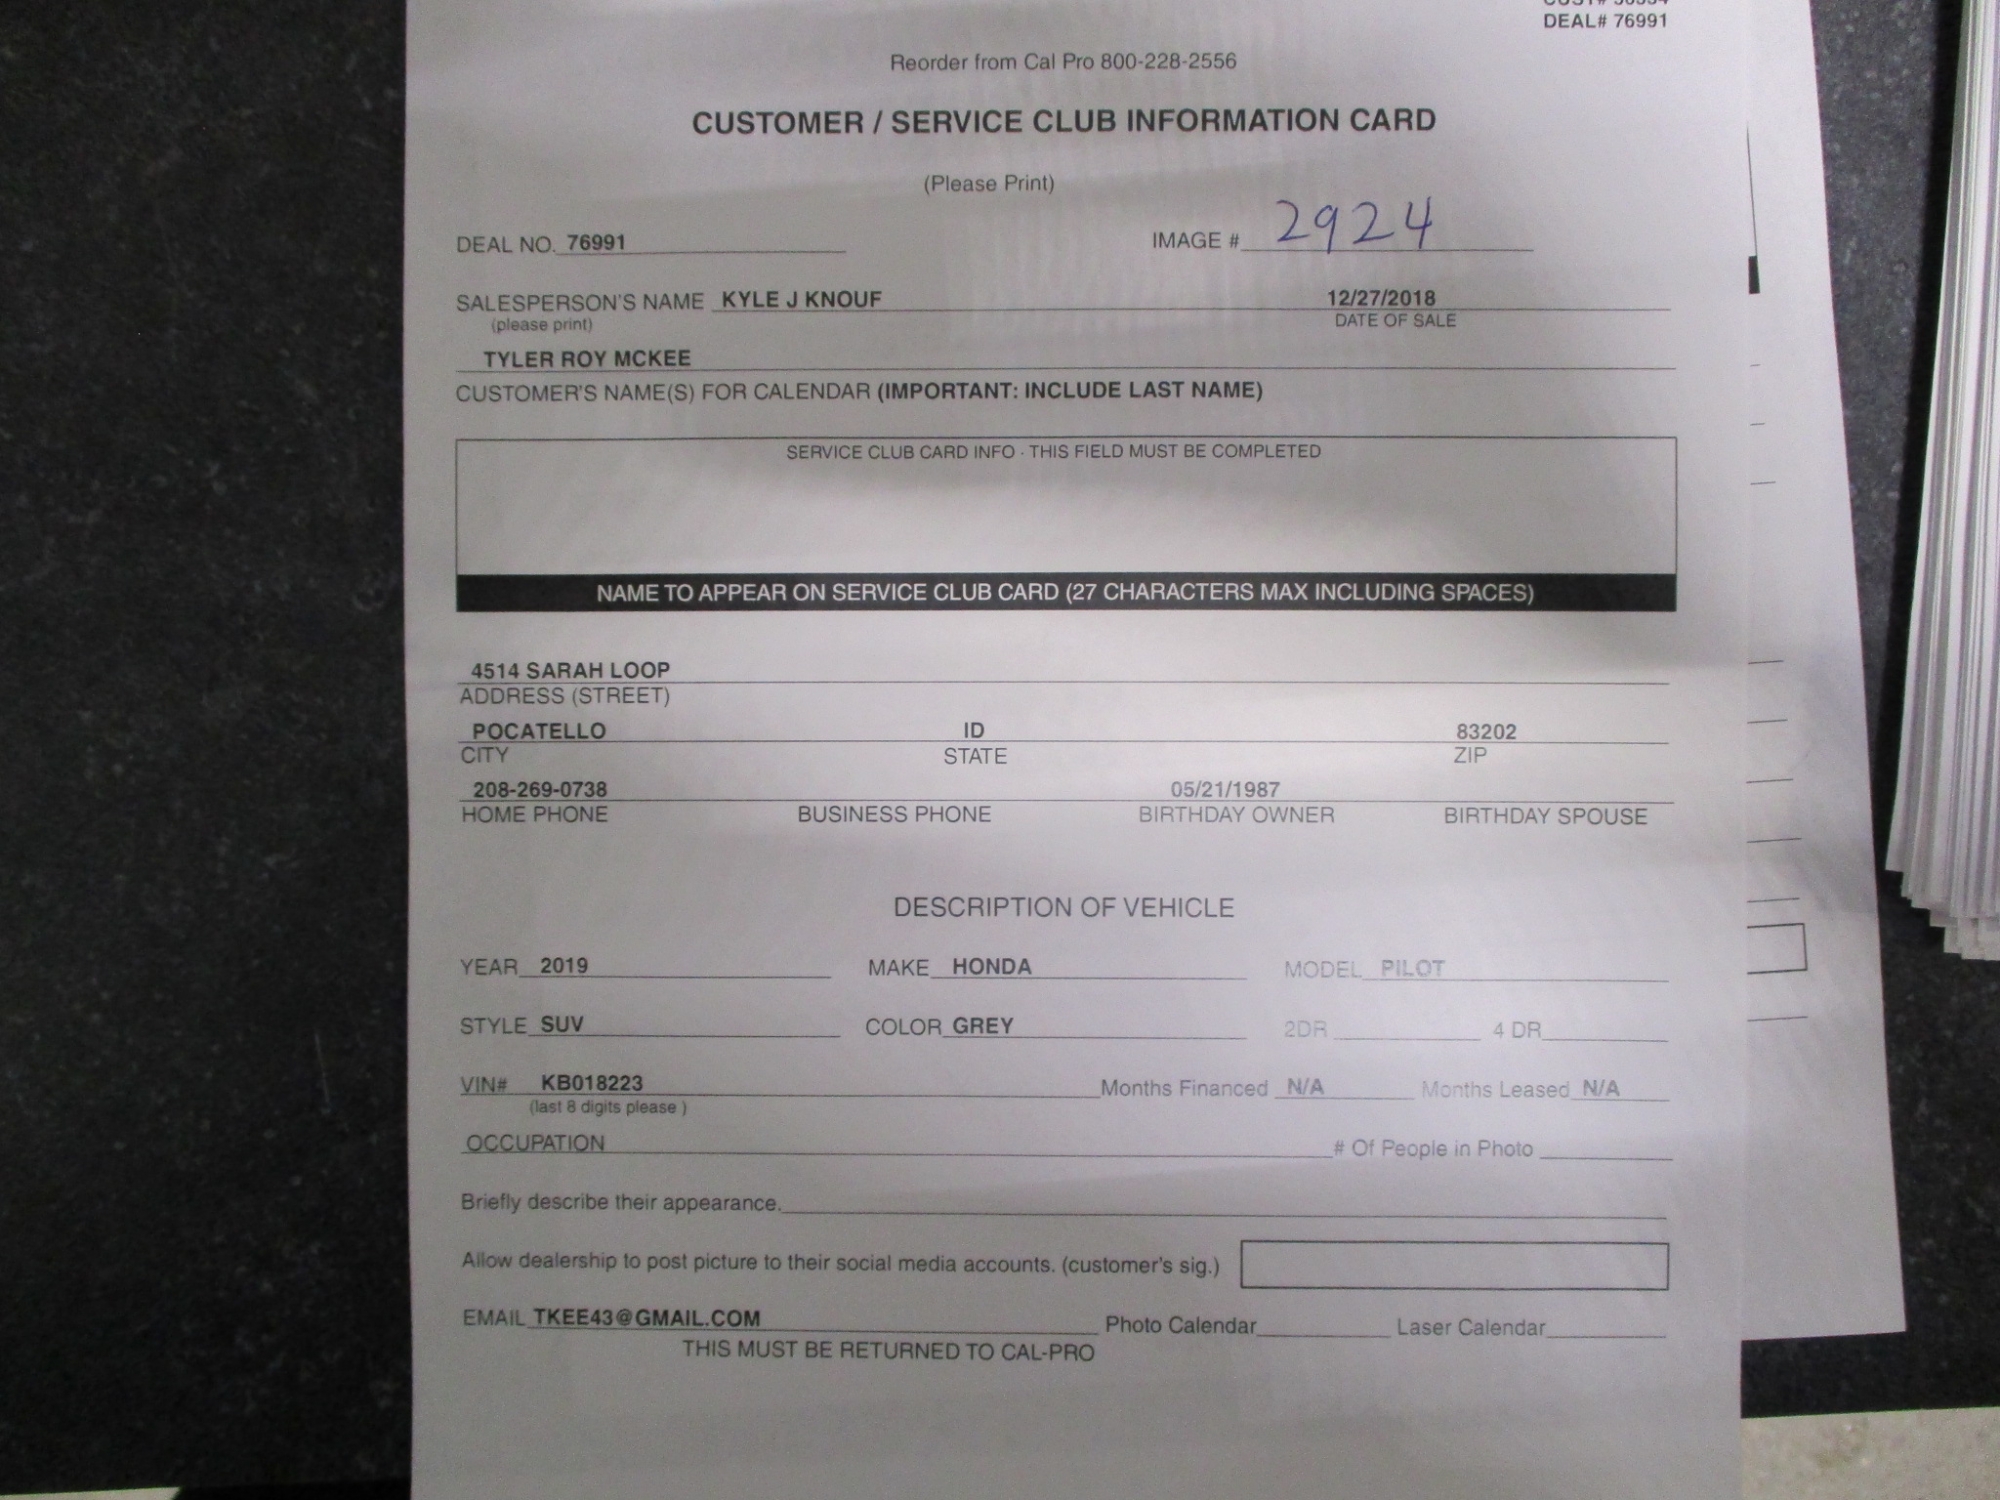 DEAL# 76991
Reorder from Cal Pro 800-228-2556
CUSTOMER / SERVICE CLUB INFORMATION CARD
(Please Print)
DEAL NO. 76991 IMAGE # 2924
SALESPERSON'S NAME KYLE J KNOUF 12/27/2018
(please print) DATE OF SALE
TYLER ROY MCKEE
CUSTOMER'S NAME(S) FOR CALENDAR (IMPORTANT: INCLUDE LAST NAME)
SERVICE CLUB CARD INFO - THIS FIELD MUST BE COMPLETED
NAME TO APPEAR ON SERVICE CLUB CARD (27 CHARACTERS MAX INCLUDING SPACES)
4514 SARAH LOOP
ADDRESS (STREET)
POCATELLO ID 83202
CITY STATE ZIP
208-269-0738 05/21/1987
HOME PHONE BUSINESS PHONE BIRTHDAY OWNER BIRTHDAY SPOUSE
DESCRIPTION OF VEHICLE
YEAR 2019 MAKE HONDA MODEL PILOT
STYLE SUV COLOR GREY 2DR 4 DR
VIN# KB018223 Months Financed N/A Months Leased N/A
(last 8 digits please )
OCCUPATION # Of People in Photo
Briefly describe their appearance.
Allow dealership to post picture to their social media accounts. (customer's sig.)
EMAIL TKEE43@GMAIL.COM Photo Calendar Laser Calendar
THIS MUST BE RETURNED TO CAL-PRO